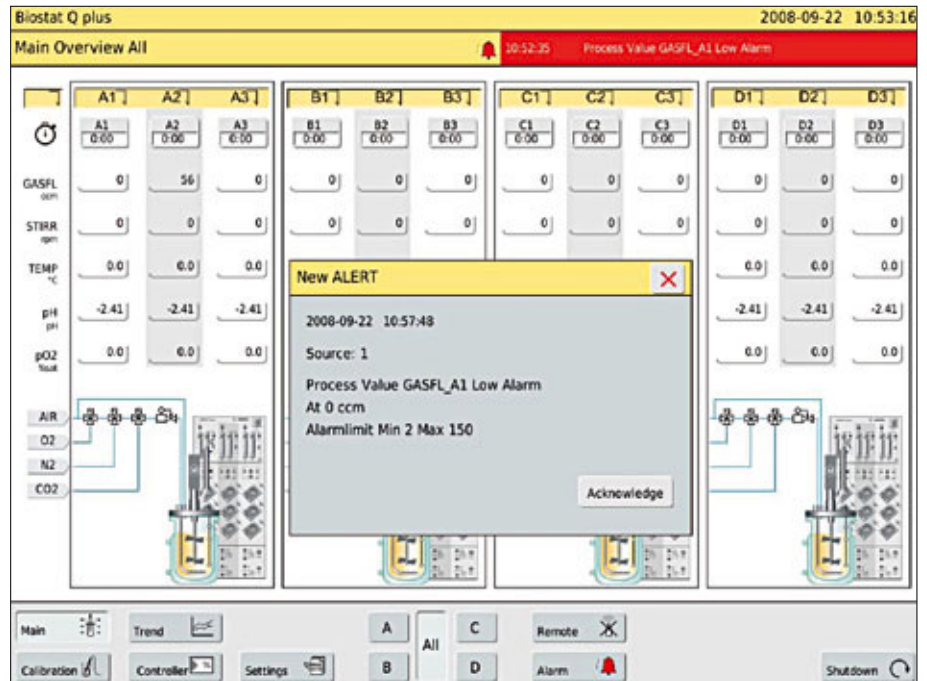 Biostat Q plus 2008-09-22 10:53:16
Main Overview All 10:52:35 Process Value GASFL_A1 Low Alarm
A1 A2 A3 B1 B2 B3 C1 C2 C3 D1 D2 D3
A1 A2 A3 B1 B2 B3 C1 C2 C3 D1 D2 D3
0:00 0:00 0:00 0:00 0:00 0:00 0:00 0:00 0:00 0:00 0:00 0:00
GASFL 0 56 0 0 0 0 0 0 0 0 0 0
ccm
STIRR 0 0 0 0 0 0 0 0 0 0 0 0
rpm
TEMP 0.0 0.0 0.0 0.0 0.0 0.0
°C
pH -2.41 -2.41 -2.41 -2.41 -2.41 -2.41
pH
pO2 0.0 0.0 0.0 0.0 0.0 0.0
float
New ALERT
2008-09-22 10:57:48
Source: 1
Process Value GASFL_A1 Low Alarm
At 0 ccm
Alarmlimit Min 2 Max 150
Acknowledge
AIR
O2
N2
CO2
Main Trend A All C Remote
Calibration Controller Settings B D Alarm Shutdown